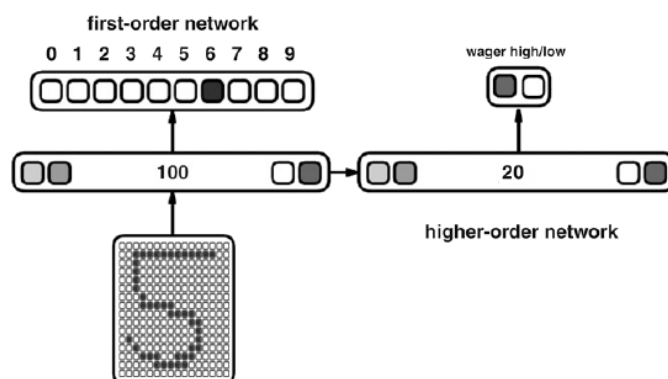 first-order network
0 1 2 3 4 5 6 7 8 9
wager high/low
100
20
higher-order network